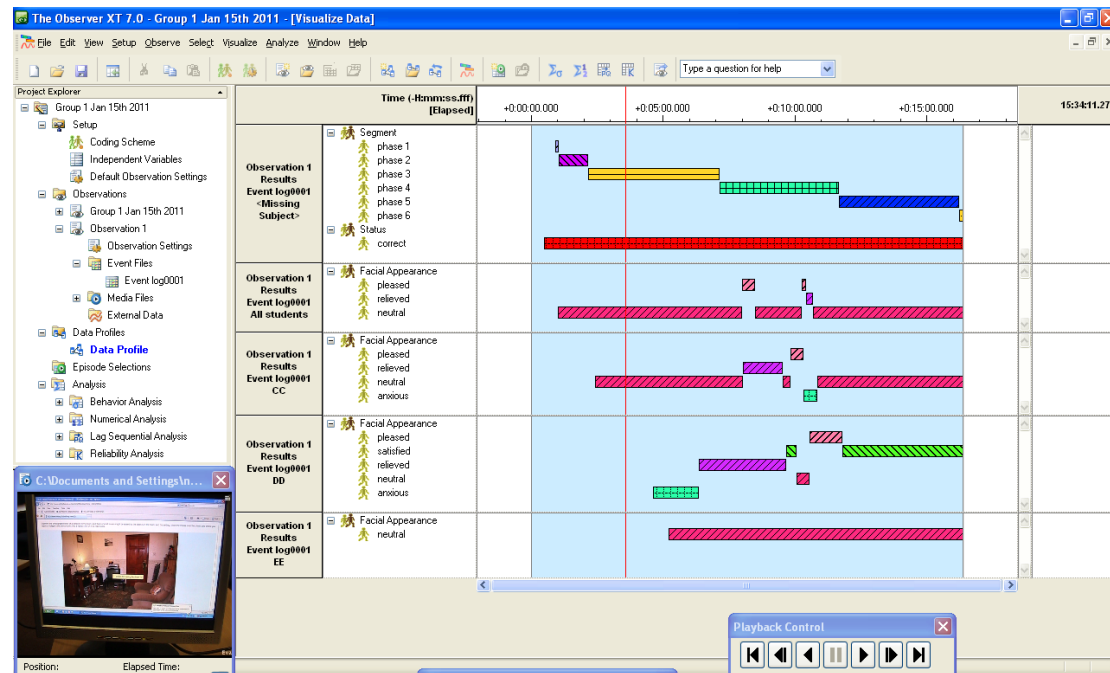 The Observer XT 7.0 - Group 1 Jan 15th 2011 - [Visualize Data]
File Edit View Setup Observe Select Visualize Analyze Window Help
Type a question for help
Project Explorer
Group 1 Jan 15th 2011
Setup
Coding Scheme
Independent Variables
Default Observation Settings
Observations
Group 1 Jan 15th 2011
Observation 1
Observation Settings
Event Files
Event log0001
Media Files
External Data
Data Profiles
Data Profile
Episode Selections
Analysis
Behavior Analysis
Numerical Analysis
Lag Sequential Analysis
Reliability Analysis
Time (-H:mm:ss.fff)
[Elapsed]
+0:00:00.000 +0:05:00.000 +0:10:00.000 +0:15:00.000
15:34:11.27
Observation 1
Results
Event log0001
<Missing
Subject>
Segment
phase 1
phase 2
phase 3
phase 4
phase 5
phase 6
Status
correct
Observation 1
Results
Event log0001
All students
Facial Appearance
pleased
relieved
neutral
Observation 1
Results
Event log0001
CC
Facial Appearance
pleased
relieved
neutral
anxious
Observation 1
Results
Event log0001
DD
Facial Appearance
pleased
satisfied
relieved
neutral
anxious
Observation 1
Results
Event log0001
EE
Facial Appearance
neutral
C:\Documents and Settings\n...
Position: Elapsed Time:
Playback Control